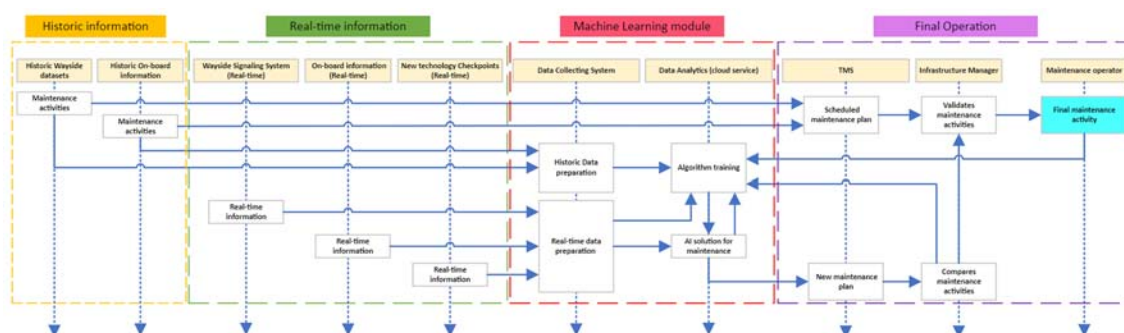 Historic information
Real-time information
Machine Learning module
Final Operation
Historic Wayside
datasets
Historic On-board
information
Wayside Signaling System
(Real-time)
On-board information
(Real-time)
New technology Checkpoints
(Real-time)
Data Collecting System
Data Analytics (cloud service)
TMS
Infrastructure Manager
Maintenance operator
Maintenance
activities
Maintenance
activities
Scheduled
maintenance plan
Validates
maintenance
activities
Final maintenance
activity
Historic Data
preparation
Algorithm training
Real-time
information
Real-time
information
Real-time
information
Real-time data
preparation
AI solution for
maintenance
New maintenance
plan
Compares
maintenance
activities